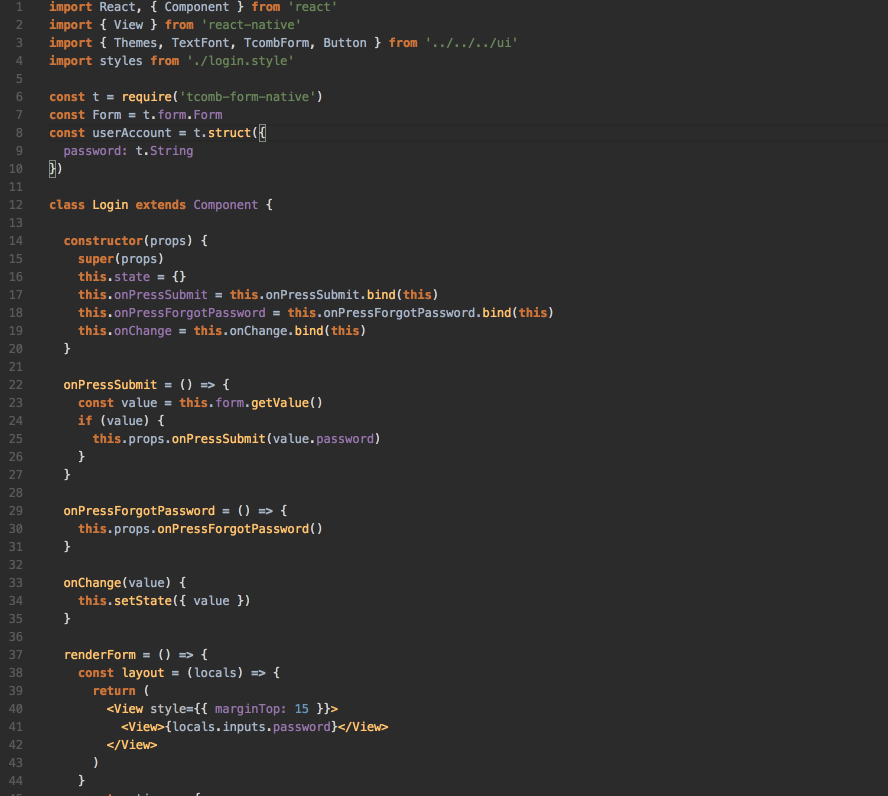 1 import React, { Component } from 'react'
2 import { View } from 'react-native'
3 import { Themes, TextFont, TcombForm, Button } from '../../../ui'
4 import styles from './login.style'
5
6 const t = require('tcomb-form-native')
7 const Form = t.form.Form
8 const userAccount = t.struct({
9   password: t.String
10 })
11
12 class Login extends Component {
13
14   constructor(props) {
15     super(props)
16     this.state = {}
17     this.onPressSubmit = this.onPressSubmit.bind(this)
18     this.onPressForgotPassword = this.onPressForgotPassword.bind(this)
19     this.onChange = this.onChange.bind(this)
20   }
21
22   onPressSubmit = () => {
23     const value = this.form.getValue()
24     if (value) {
25       this.props.onPressSubmit(value.password)
26     }
27   }
28
29   onPressForgotPassword = () => {
30     this.props.onPressForgotPassword()
31   }
32
33   onChange(value) {
34     this.setState({ value })
35   }
36
37   renderForm = () => {
38     const layout = (locals) => {
39       return (
40         <View style={{ marginTop: 15 }}>
41           <View>{locals.inputs.password}</View>
42         </View>
43       )
44     }